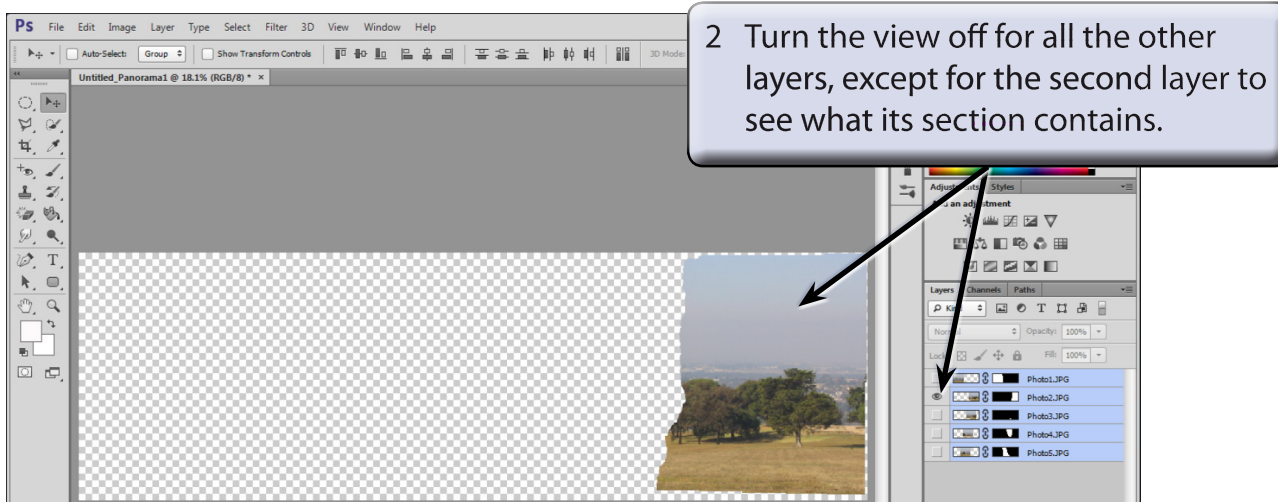 Ps File Edit Image Layer Type Select Filter 3D View Window Help
2 Turn the view off for all the other
layers, except for the second layer to
see what its section contains.
Auto-Select: Group Show Transform Controls 3D Mode:
Untitled_Panorama1 @ 18.1% (RGB/8) * ×
Adjustments Styles
an adjustment
Layers Channels Paths
Opacity: 100%
Fill: 100%
Photo1.JPG
Photo2.JPG
Photo3.JPG
Photo4.JPG
Photo5.JPG